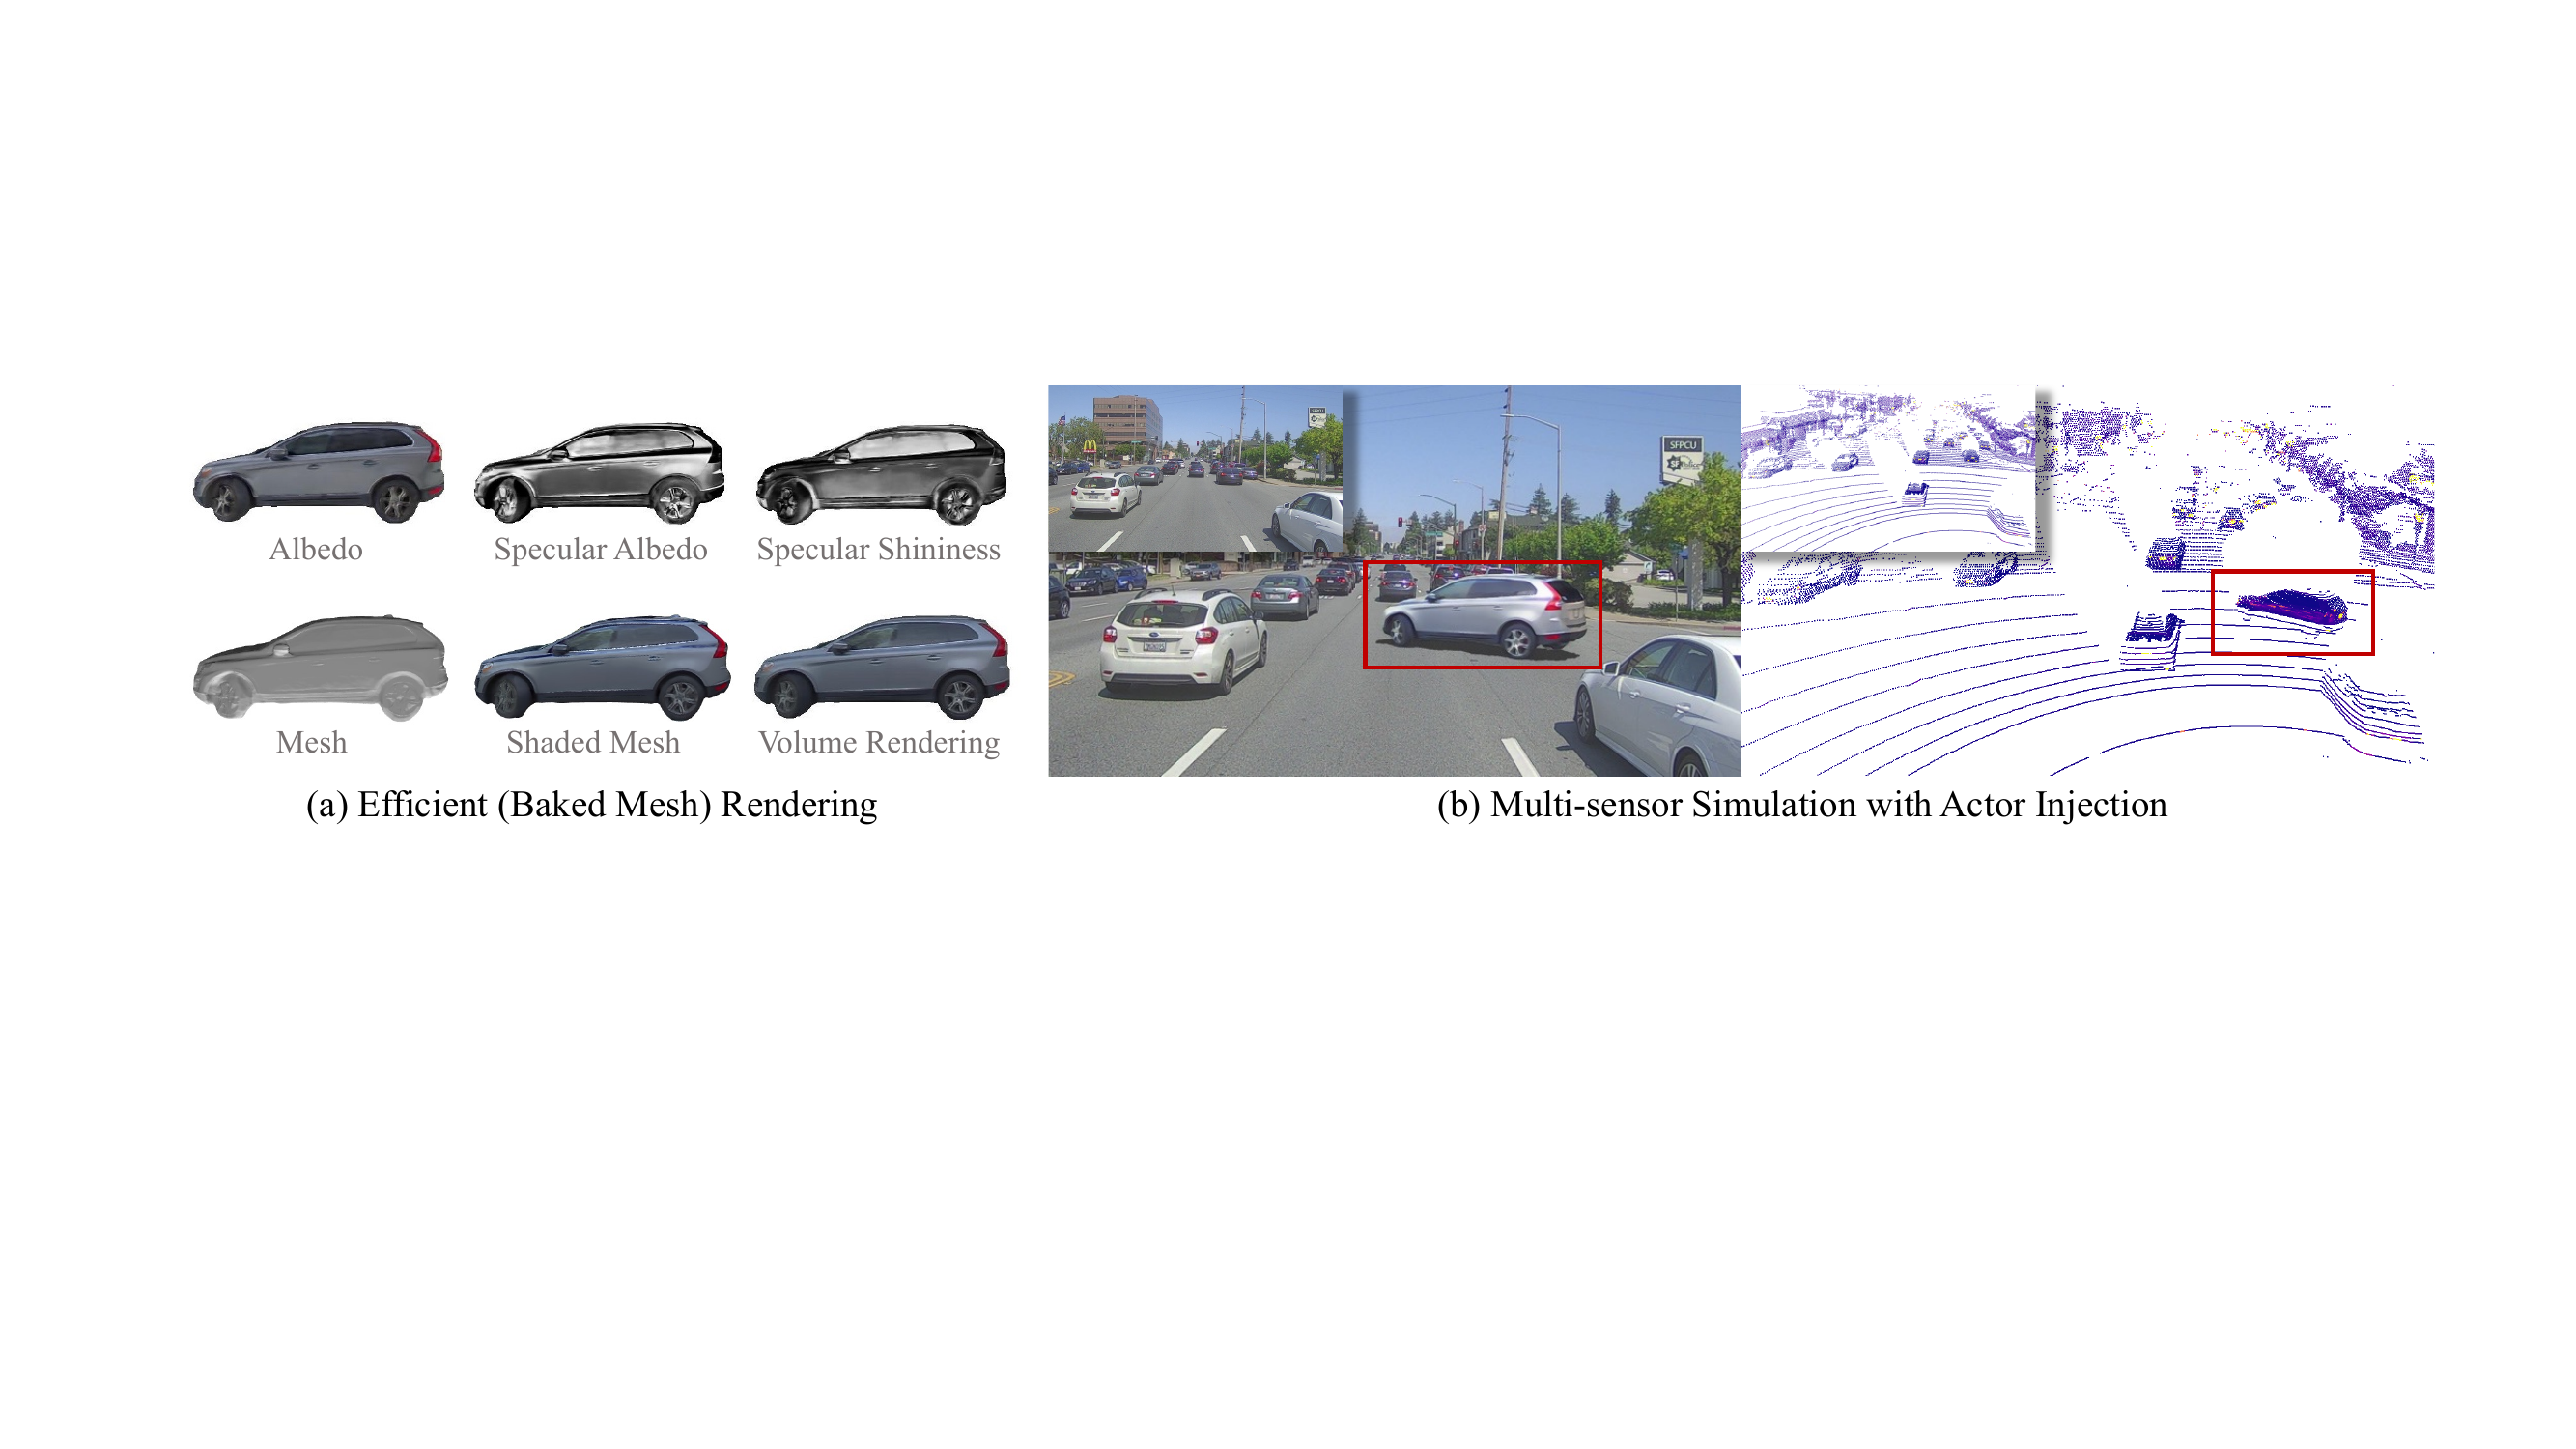 Albedo
Specular Albedo
Specular Shininess
Mesh
Shaded Mesh
Volume Rendering
(a) Efficient (Baked Mesh) Rendering
SFPCU
(b) Multi-sensor Simulation with Actor Injection